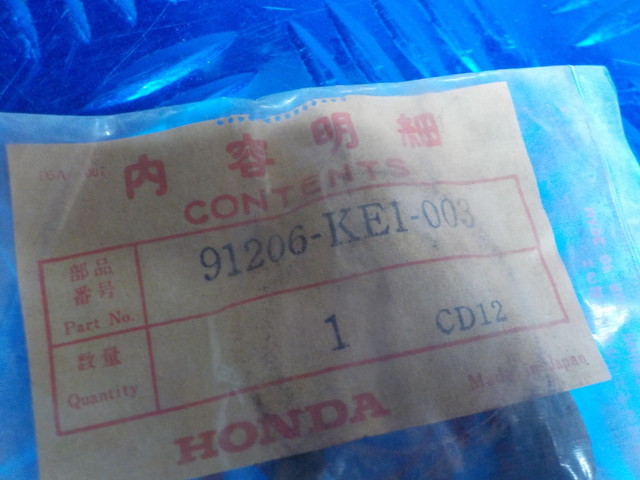 内容明細
CONTENTS
部品番号
Part No.
91206-KE1-003
数量
Quantity
1 CD12
Made in Japan
HONDA